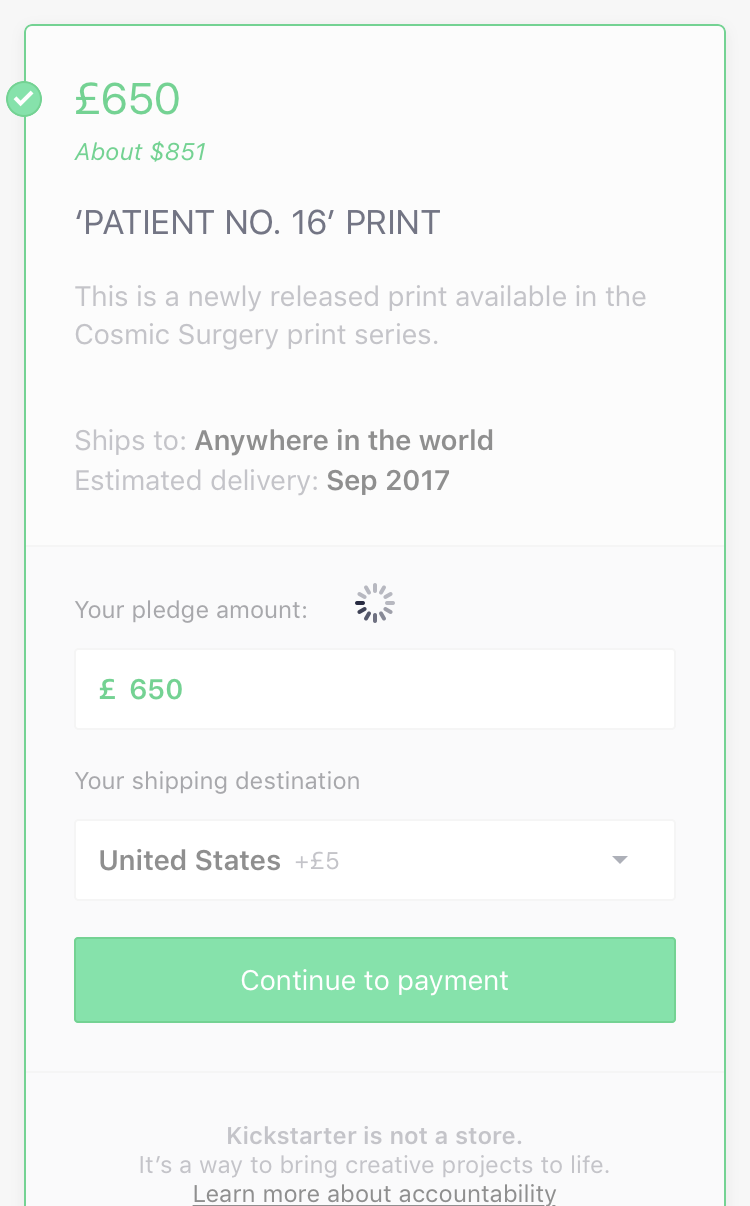 £650
About $851
‘PATIENT NO. 16’ PRINT
This is a newly released print available in the
Cosmic Surgery print series.
Ships to: Anywhere in the world
Estimated delivery: Sep 2017
Your pledge amount:
£ 650
Your shipping destination
United States +£5
Continue to payment
Kickstarter is not a store.
It’s a way to bring creative projects to life.
Learn more about accountability